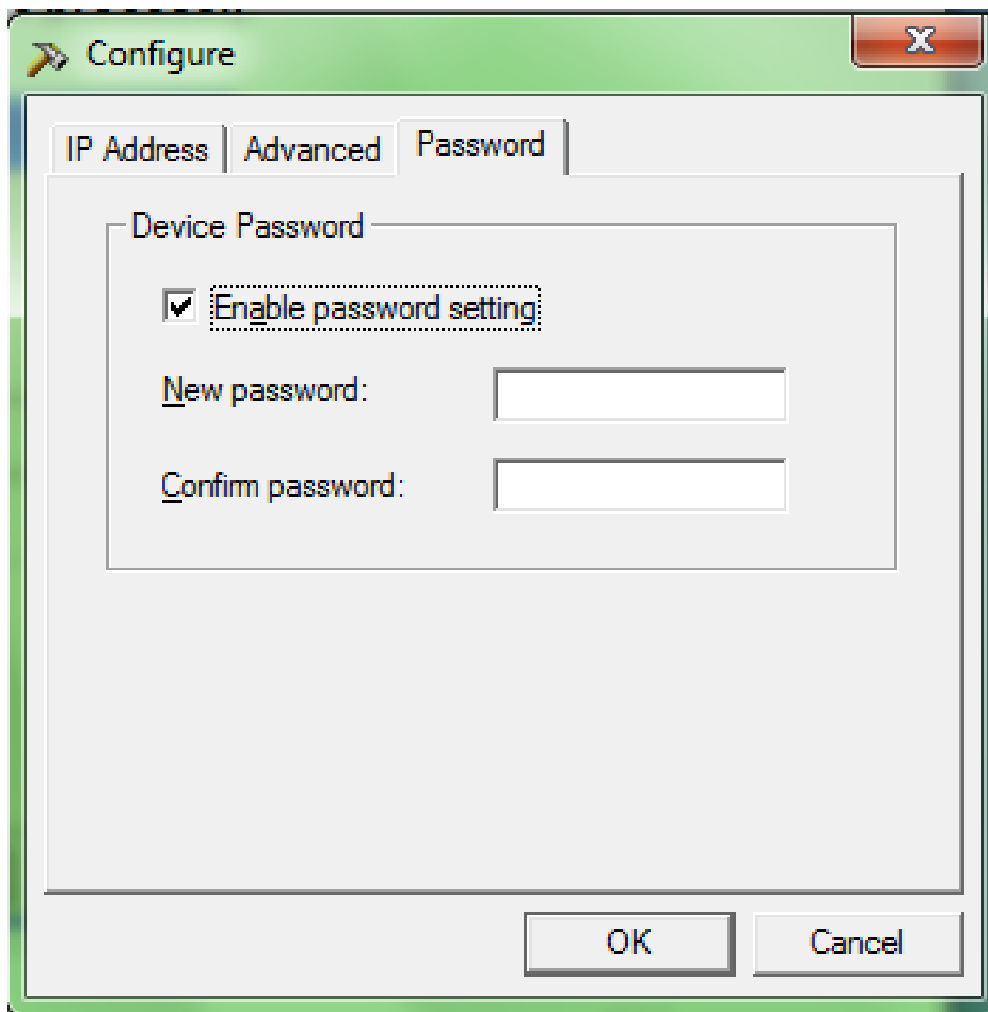 Configure
IP Address Advanced Password
Device Password
Enable password setting
New password:
Confirm password:
OK Cancel